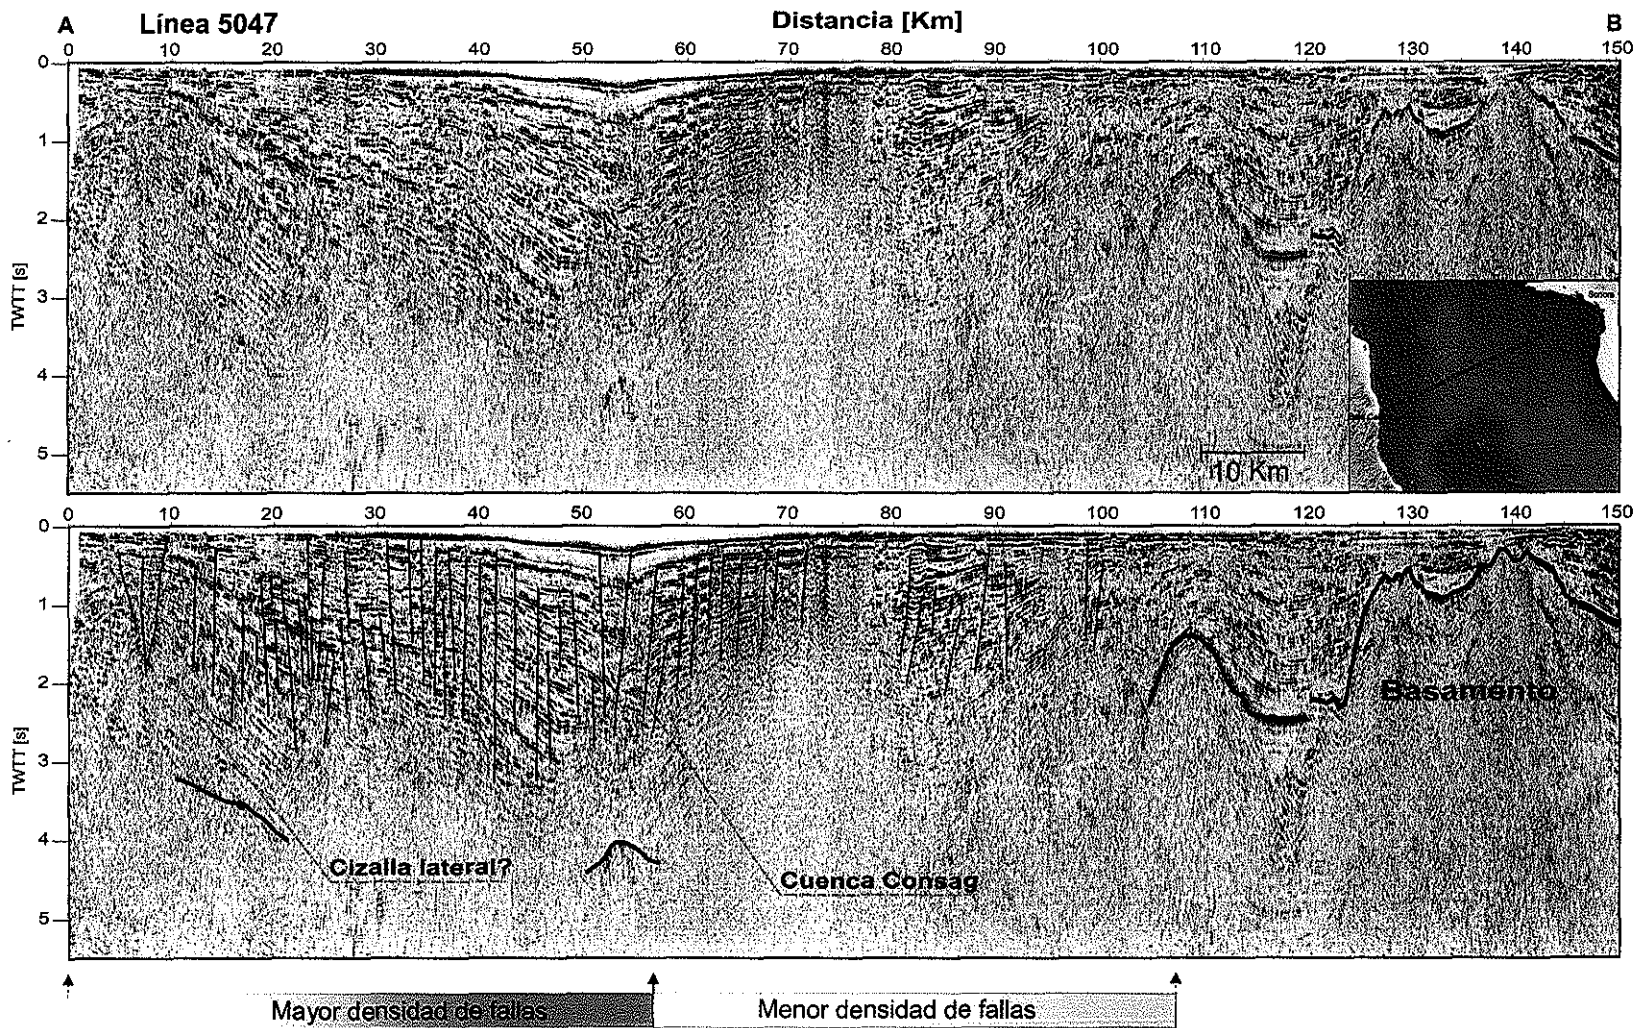 A Línea 5047 Distancia [Km] B
0 10 20 30 40 50 60 70 80 90 100 110 120 130 140 150
0
1
2
3
4
5
TWTT [s]
Sonora
10 Km
0 10 20 30 40 50 60 70 80 90 100 110 120 130 140 150
0
1
2
3
4
5
TWTT [s]
Basamento
Cizalla lateral?
Cuenca Consag
Mayor densidad de fallas
Menor densidad de fallas